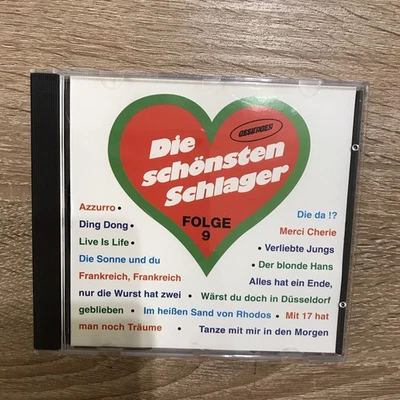 GESIERGER
Die
schönsten
Schlager
FOLGE
9
Azzurro •
Ding Dong •
Live Is Life •
Die Sonne und du
Frankreich, Frankreich
nur die Wurst hat zwei
geblieben • Im heißen Sand von Rhodos • Mit 17 hat
man noch Träume • Tanze mit mir in den Morgen
Die da !?
Merci Cherie
• Verliebte Jungs
• Der blonde Hans
Alles hat ein Ende,
• Wärst du doch in Düsseldorf